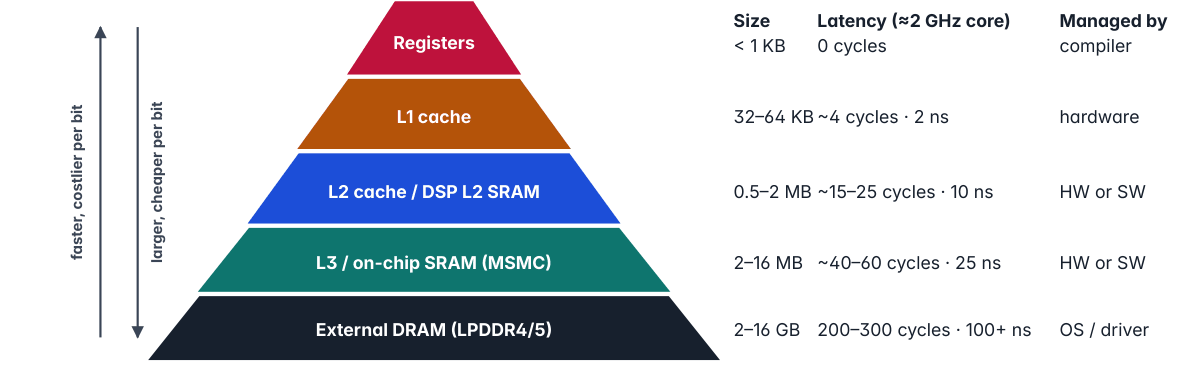 faster, costlier per bit
larger, cheaper per bit
Size Latency (≈2 GHz core) Managed by
Registers < 1 KB 0 cycles compiler
L1 cache 32–64 KB ~4 cycles · 2 ns hardware
L2 cache / DSP L2 SRAM 0.5–2 MB ~15–25 cycles · 10 ns HW or SW
L3 / on-chip SRAM (MSMC) 2–16 MB ~40–60 cycles · 25 ns HW or SW
External DRAM (LPDDR4/5) 2–16 GB 200–300 cycles · 100+ ns OS / driver